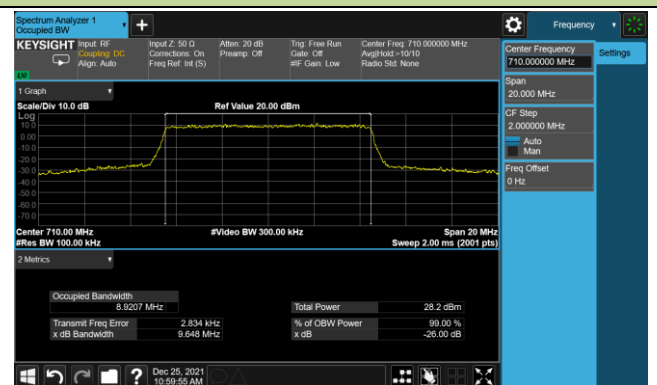 Spectrum Analyzer 1
Occupied BW
Frequency
KEYSIGHT
Input: RF
Coupling: DC
Align: Auto
Input Z: 50 Ω
Corrections: On
Freq Ref: Int (S)
Atten: 20 dB
Preamp: Off
Trig: Free Run
Gate: Off
#IF Gain: Low
Center Freq: 710.000000 MHz
Avg|Hold:>10/10
Radio Std: None
LXI
Center Frequency
710.000000 MHz
Settings
Span
20.000 MHz
CF Step
2.000000 MHz
Auto
Man
Freq Offset
0 Hz
1 Graph
Scale/Div 10.0 dB
Ref Value 20.00 dBm
Log
10.0
0.00
-10.0
-20.0
-30.0
-40.0
-50.0
-60.0
-70.0
Center 710.00 MHz
#Video BW 300.00 kHz
Span 20 MHz
#Res BW 100.00 kHz
Sweep 2.00 ms (2001 pts)
2 Metrics
Occupied Bandwidth
8.9207 MHz
Total Power
28.2 dBm
Transmit Freq Error
2.834 kHz
% of OBW Power
99.00 %
x dB Bandwidth
9.648 MHz
x dB
-26.00 dB
?
Dec 25, 2021
10:59:55 AM